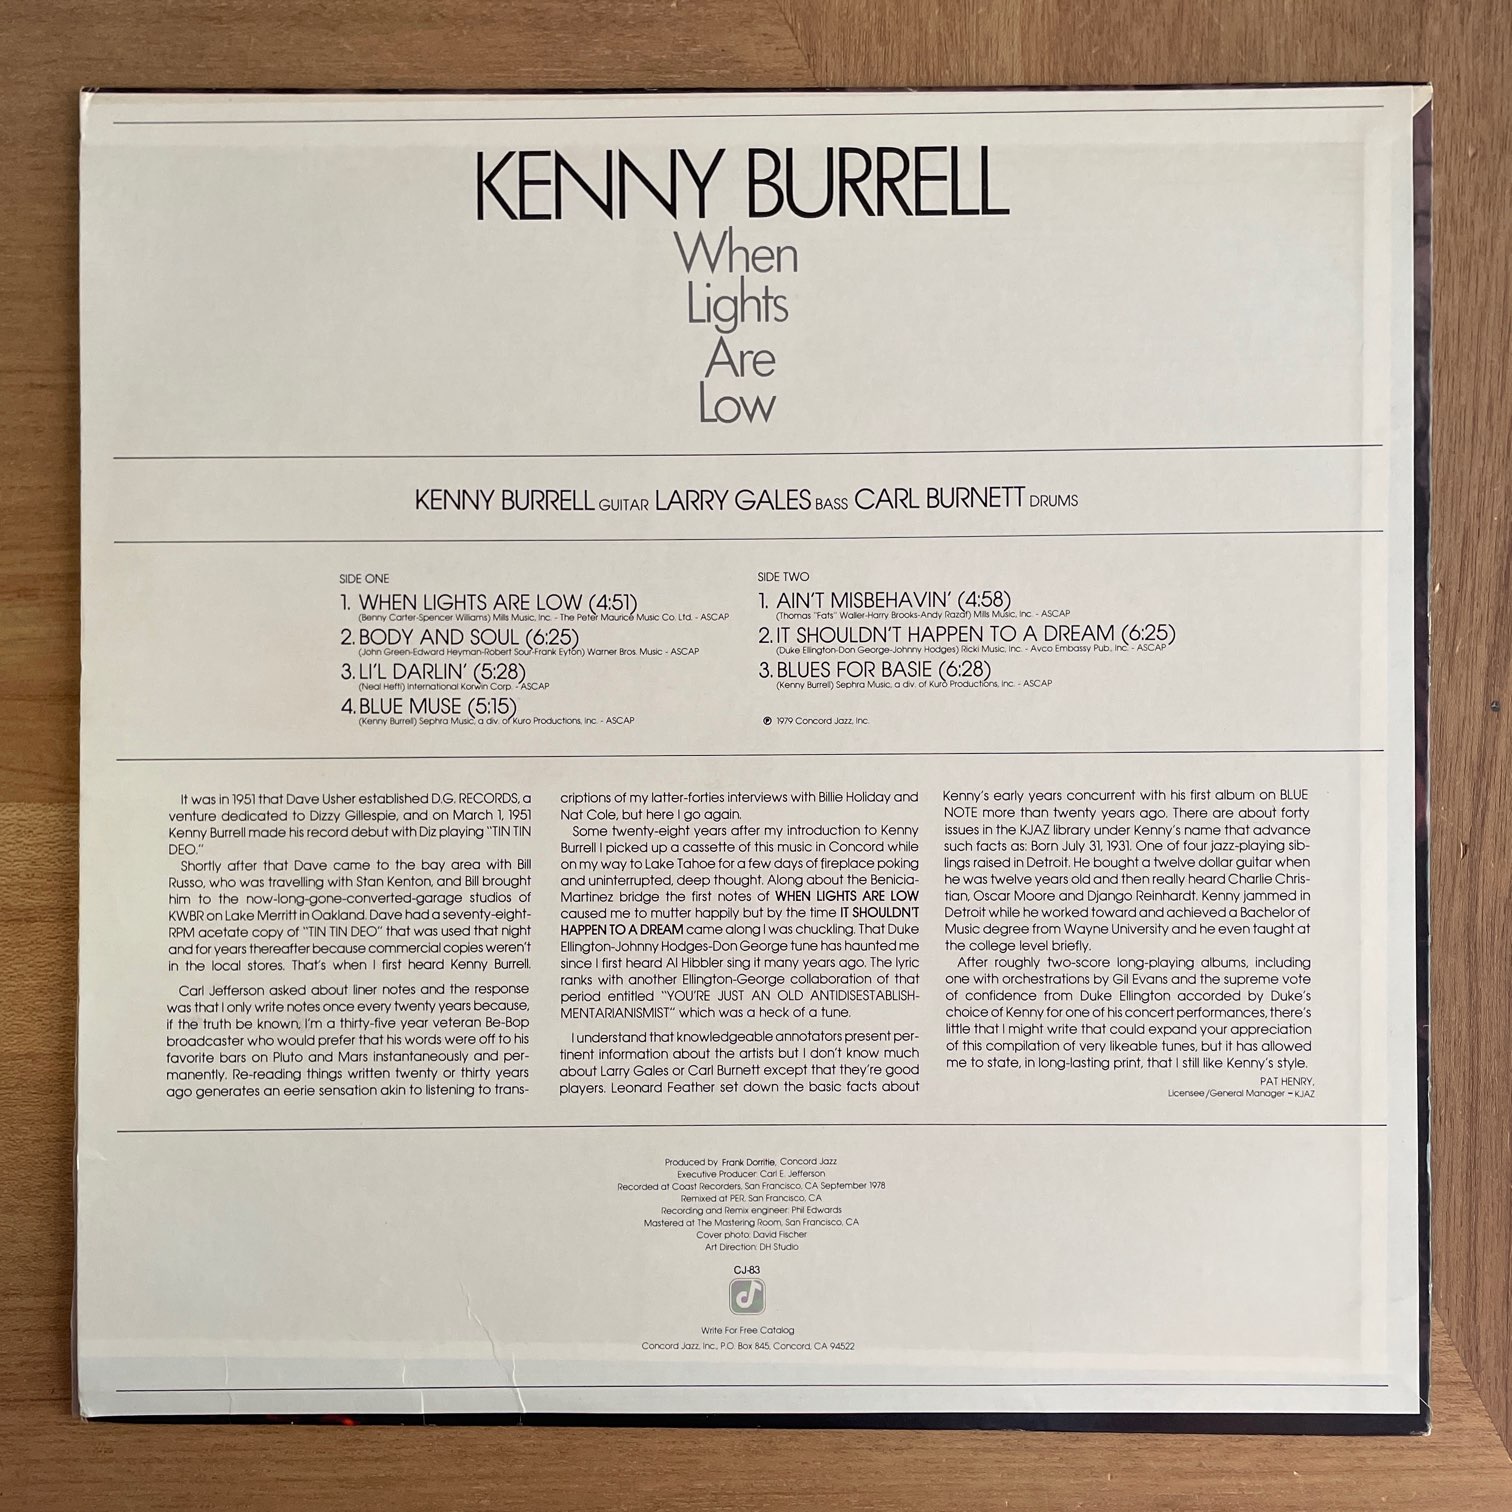 KENNY BURRELL
When
Lights
Are
Low
KENNY BURRELL GUITAR LARRY GALES BASS CARL BURNETT DRUMS
SIDE ONE
1. WHEN LIGHTS ARE LOW (4:51)
(Benny Carter-Spencer Williams) Mills Music, Inc. - The Peter Maurice Music Co. Ltd. - ASCAP
2. BODY AND SOUL (6:25)
(John Green-Edward Heyman-Robert Sour-Frank Eyton) Warner Bros. Music - ASCAP
3. LI'L DARLIN' (5:28)
(Neal Hefti) International Korwin Corp. - ASCAP
4. BLUE MUSE (5:15)
(Kenny Burrell) Sephra Music, a div. of Kuro Productions, Inc. - ASCAP
SIDE TWO
1. AIN'T MISBEHAVIN' (4:58)
(Thomas "Fats" Waller-Harry Brooks-Andy Razaf) Mills Music, Inc. - ASCAP
2. IT SHOULDN'T HAPPEN TO A DREAM (6:25)
(Duke Ellington-Don George-Johnny Hodges) Ricki Music, Inc. - Avco Embassy Pub., Inc. - ASCAP
3. BLUES FOR BASIE (6:28)
(Kenny Burrell) Sephra Music, a div. of Kuro Productions, Inc. - ASCAP
℗ 1979 Concord Jazz, Inc.
It was in 1951 that Dave Usher established D.G. RECORDS, a
venture dedicated to Dizzy Gillespie, and on March 1, 1951
Kenny Burrell made his record debut with Diz playing "TIN TIN
DEO."
Shortly after that Dave came to the bay area with Bill
Russo, who was travelling with Stan Kenton, and Bill brought
him to the now-long-gone-converted-garage studios of
KWBR on Lake Merritt in Oakland. Dave had a seventy-eight-
RPM acetate copy of "TIN TIN DEO" that was used that night
and for years thereafter because commercial copies weren't
in the local stores. That's when I first heard Kenny Burrell.
Carl Jefferson asked about liner notes and the response
was that I only write notes once every twenty years because,
if the truth be known, I'm a thirty-five year veteran Be-Bop
broadcaster who would prefer that his words were off to his
favorite bars on Pluto and Mars instantaneously and per-
manently. Re-reading things written twenty or thirty years
ago generates an eerie sensation akin to listening to trans-
criptions of my latter-forties interviews with Billie Holiday and
Nat Cole, but here I go again.
Some twenty-eight years after my introduction to Kenny
Burrell I picked up a cassette of this music in Concord while
on my way to Lake Tahoe for a few days of fireplace poking
and uninterrupted, deep thought. Along about the Benicia-
Martinez bridge the first notes of WHEN LIGHTS ARE LOW
caused me to mutter happily but by the time IT SHOULDN'T
HAPPEN TO A DREAM came along I was chuckling. That Duke
Ellington-Johnny Hodges-Don George tune has haunted me
since I first heard Al Hibbler sing it many years ago. The lyric
ranks with another Ellington-George collaboration of that
period entitled "YOU'RE JUST AN OLD ANTIDISESTABLISH-
MENTARIANISMIST" which was a heck of a tune.
I understand that knowledgeable annotators present per-
tinent information about the artists but I don't know much
about Larry Gales or Carl Burnett except that they're good
players. Leonard Feather set down the basic facts about
Kenny's early years concurrent with his first album on BLUE
NOTE more than twenty years ago. There are about forty
issues in the KJAZ library under Kenny's name that advance
such facts as: Born July 31, 1931. One of four jazz-playing sib-
lings raised in Detroit. He bought a twelve dollar guitar when
he was twelve years old and then really heard Charlie Chris-
tian, Oscar Moore and Django Reinhardt. Kenny jammed in
Detroit while he worked toward and achieved a Bachelor of
Music degree from Wayne University and he even taught at
the college level briefly.
After roughly two-score long-playing albums, including
one with orchestrations by Gil Evans and the supreme vote
of confidence from Duke Ellington accorded by Duke's
choice of Kenny for one of his concert performances, there's
little that I might write that could expand your appreciation
of this compilation of very likeable tunes, but it has allowed
me to state, in long-lasting print, that I still like Kenny's style.
PAT HENRY,
Licensee/General Manager – KJAZ
Produced by Frank Dorritie, Concord Jazz
Executive Producer: Carl E. Jefferson
Recorded at Coast Recorders, San Francisco, CA September 1978
Remixed at PER, San Francisco, CA
Recording and Remix engineer: Phil Edwards
Mastered at The Mastering Room, San Francisco, CA
Cover photo: David Fischer
Art Direction: DH Studio
CJ-83
Write For Free Catalog
Concord Jazz, Inc., P.O. Box 845, Concord, CA 94522